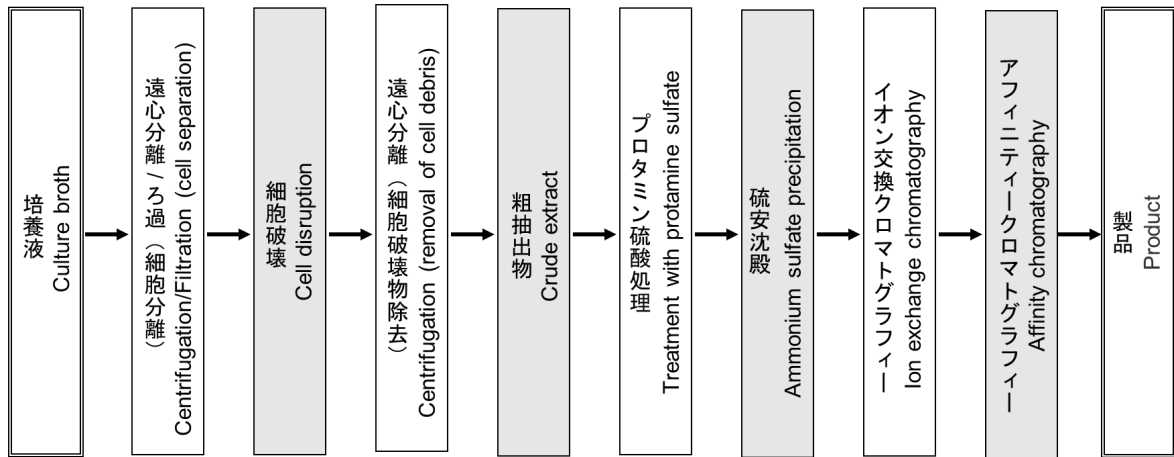 培養液
Culture broth
遠心分離 / ろ過（細胞分離）
Centrifugation/Filtration (cell separation)
細胞破壊
Cell disruption
遠心分離（細胞破壊物除去）
Centrifugation (removal of cell debris)
粗抽出物
Crude extract
プロタミン硫酸処理
Treatment with protamine sulfate
硫安沈殿
Ammonium sulfate precipitation
イオン交換クロマトグラフィー
Ion exchange chromatography
アフィニティークロマトグラフィー
Affinity chromatography
製品
Product